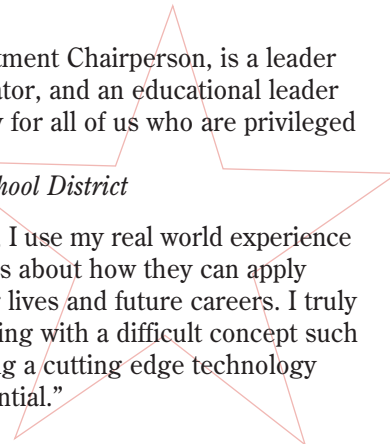 tment Chairperson, is a leader
ator, and an educational leader
for all of us who are privileged
hool District
I use my real world experience
s about how they can apply
lives and future careers. I truly
ing with a difficult concept such
g a cutting edge technology
ntial.”